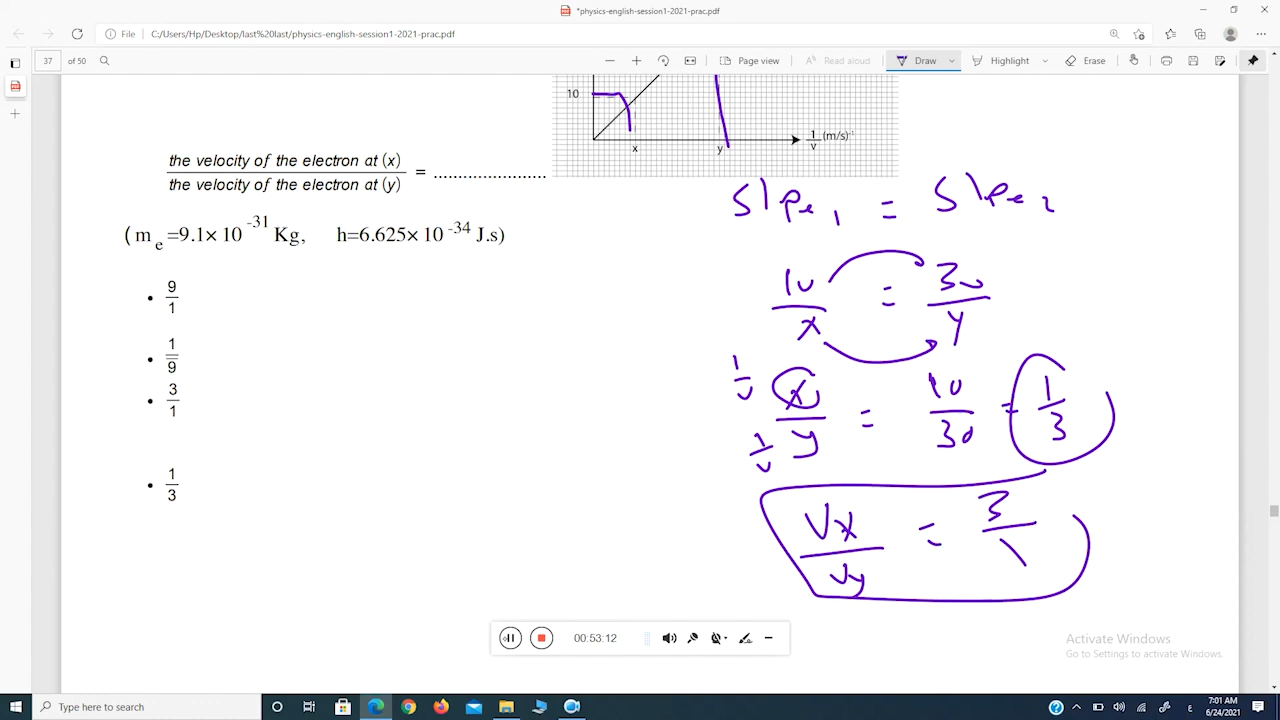 *physics-english-session1-2021-prac.pdf
File C:/Users/Hp/Desktop/last%20last/physics-english-session1-2021-prac.pdf
37 of 50 Page view Read aloud Draw Highlight Erase
10
x y 1/v (m/s)⁻¹
the velocity of the electron at (x)
the velocity of the electron at (y) = .......................
( m e =9.1× 10 -31 Kg, h=6.625× 10 -34 J.s)
• 9/1
• 1/9
• 3/1
• 1/3
Slpe1 = Slpe2
10/x = 30/y
1/v x
1/v y = 10/30 = 1/3
Vx/Vy = 3/1
00:53:12
Activate Windows
Go to Settings to activate Windows.
Type here to search
7:01 AM
6/24/2021